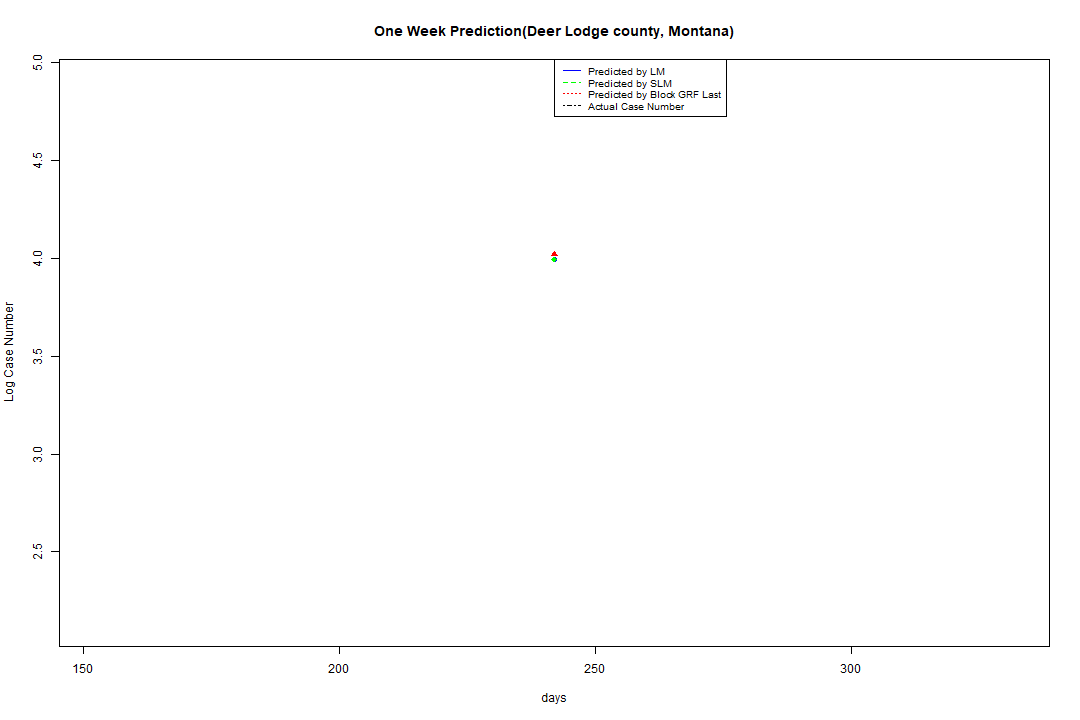 One Week Prediction(Deer Lodge county, Montana)
Predicted by LM
Predicted by SLM
Predicted by Block GRF Last
Actual Case Number
5.0
4.5
4.0
3.5
3.0
2.5
Log Case Number
150 200 250 300
days